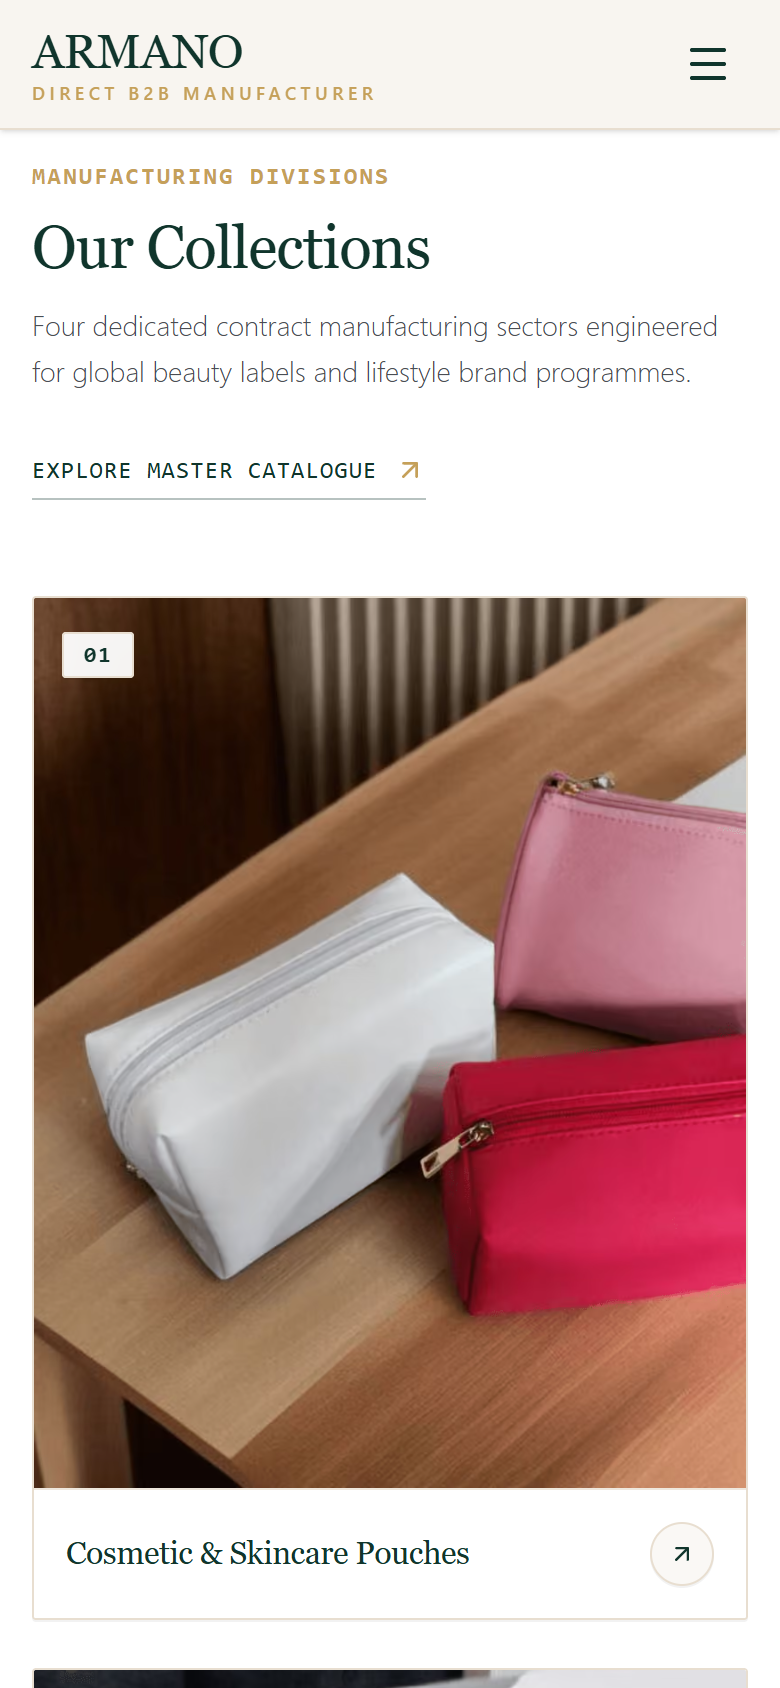 ARMANO
DIRECT B2B MANUFACTURER
MANUFACTURING DIVISIONS
Our Collections
Four dedicated contract manufacturing sectors engineered
for global beauty labels and lifestyle brand programmes.
EXPLORE MASTER CATALOGUE
01
Cosmetic & Skincare Pouches